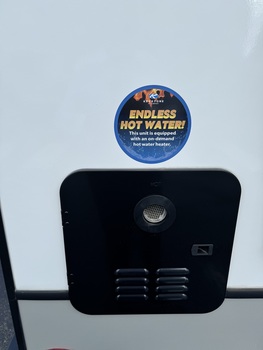 ENDLESS
HOT WATER!
This unit is equipped
with an on-demand
hot water heater.